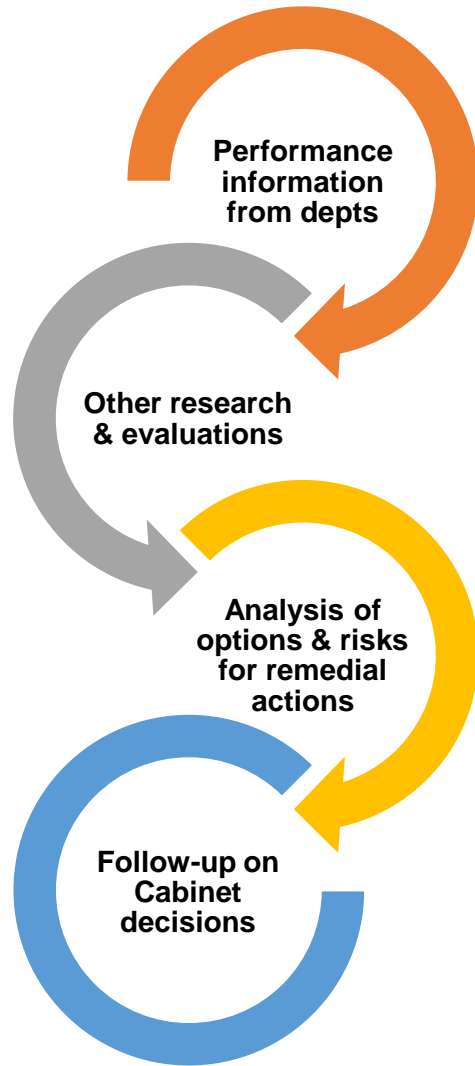 Performance
information
from depts
Other research
& evaluations
Analysis of
options & risks
for remedial
actions
Follow-up on
Cabinet
decisions